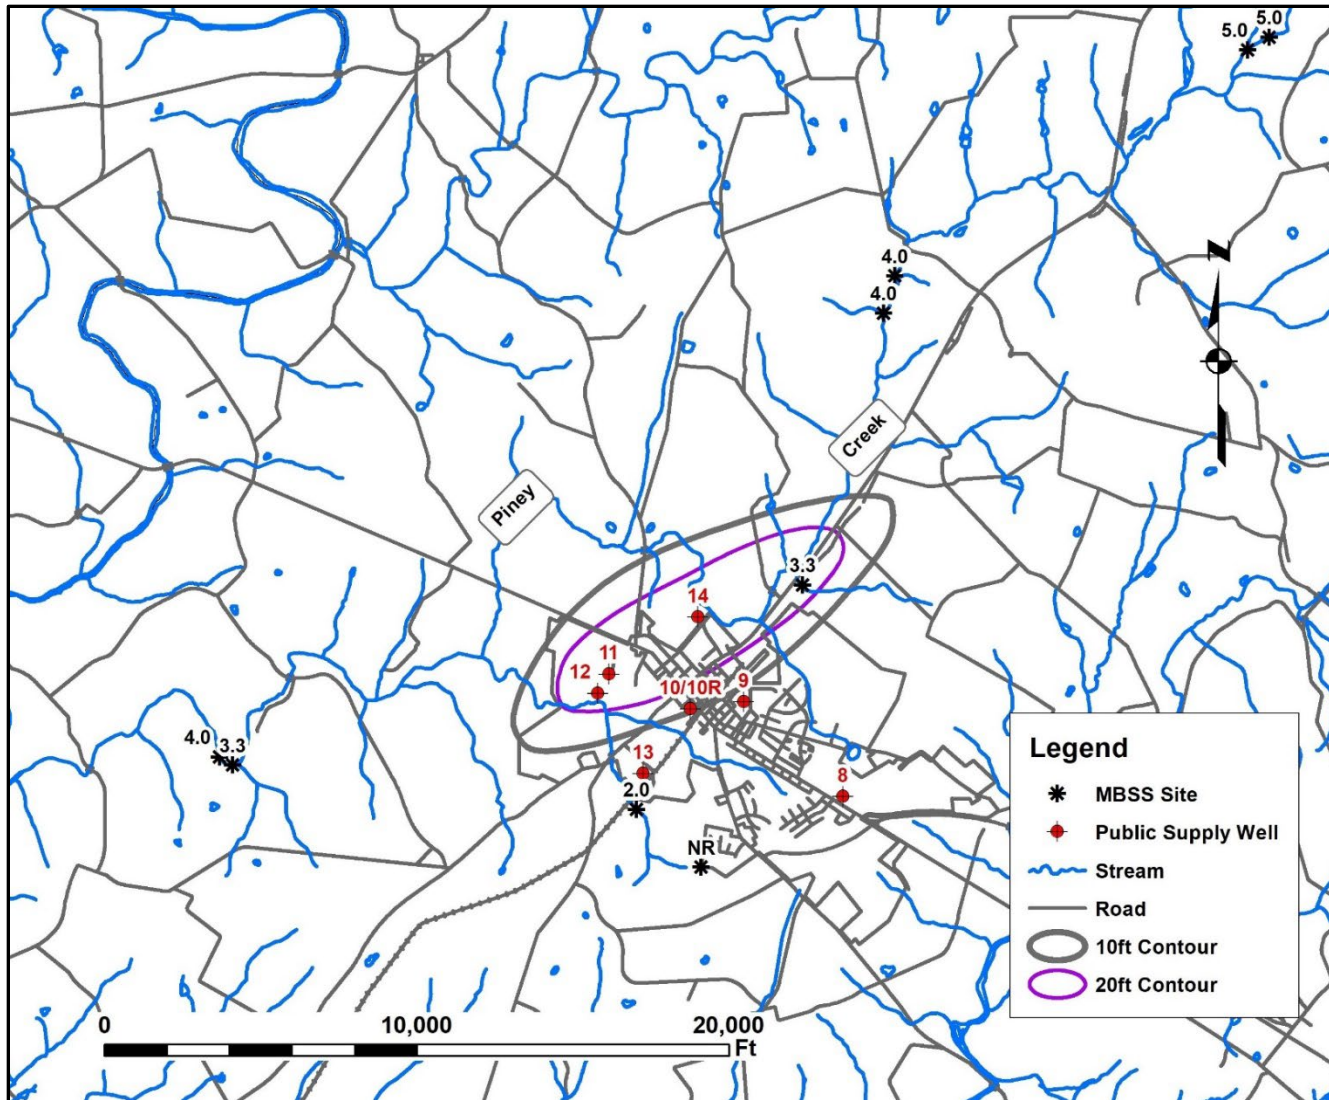 5.0 5.0
4.0
4.0
N
Creek
Piney
3.3
14
11
12
10/10R 9
13
8
4.0 3.3
2.0
NR
Legend
MBSS Site
Public Supply Well
Stream
Road
10ft Contour
20ft Contour
0 10,000 20,000
Ft